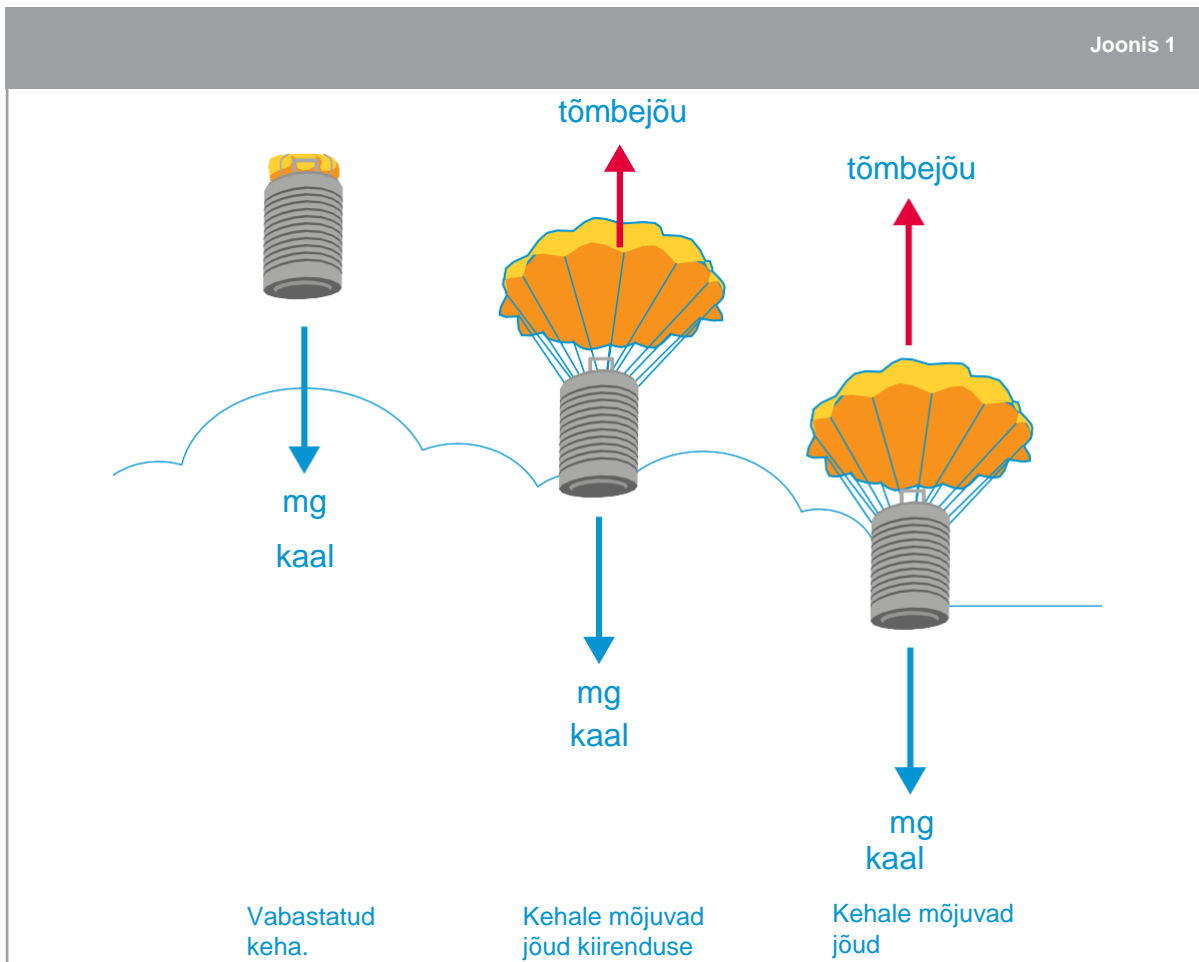 Joonis 1
tõmbejõu
tõmbejõu
mg
kaal
mg
kaal
mg
kaal
Vabastatud
keha.
Kehale mõjuvad
jõud kiirenduse
Kehale mõjuvad
jõud